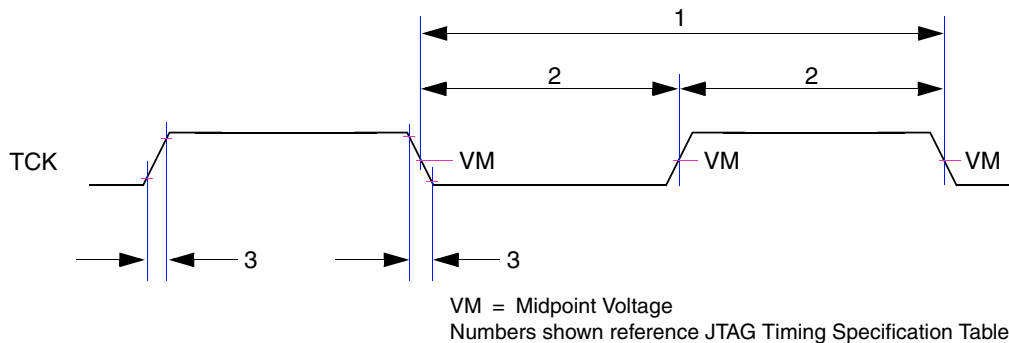 1
2 2
TCK VM VM VM
3 3
VM = Midpoint Voltage
Numbers shown reference JTAG Timing Specification Table